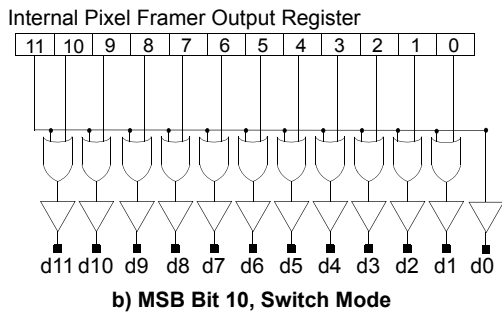 Internal Pixel Framer Output Register
11 10 9 8 7 6 5 4 3 2 1 0
d11 d10 d9 d8 d7 d6 d5 d4 d3 d2 d1 d0
b) MSB Bit 10, Switch Mode